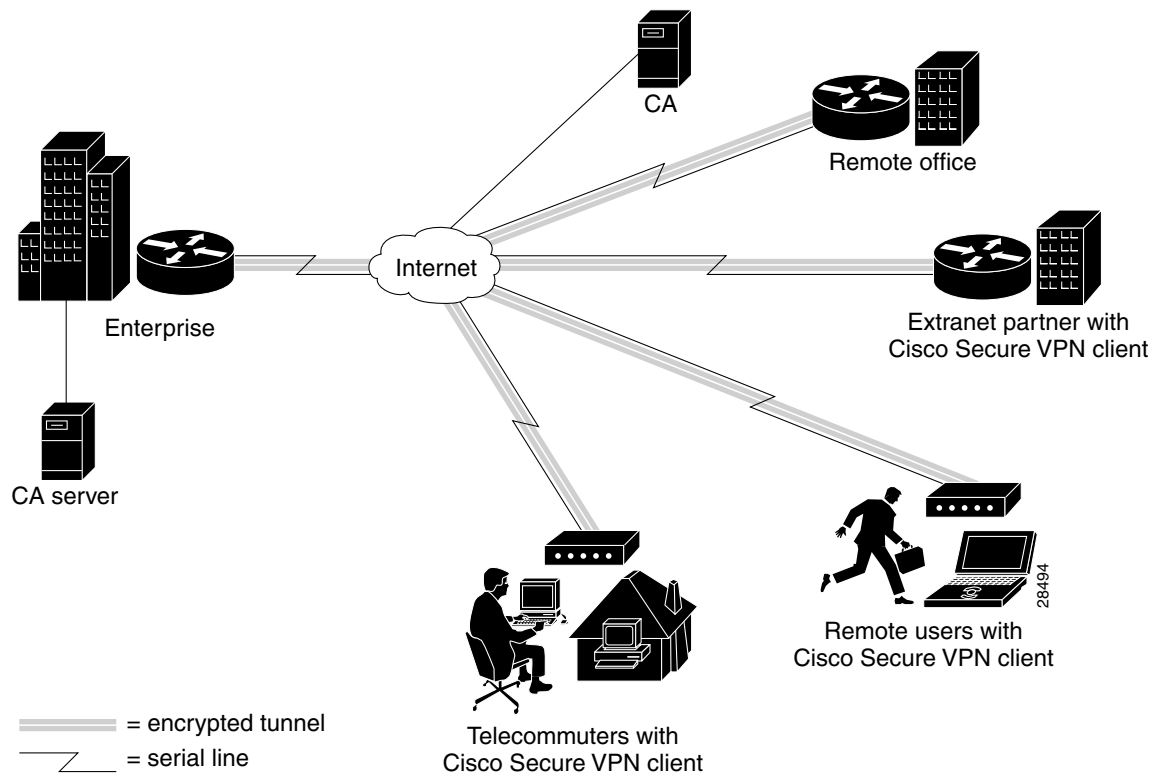 CA
Remote office
Internet
Enterprise
Extranet partner with
Cisco Secure VPN client
CA server
28494
Remote users with
Cisco Secure VPN client
= encrypted tunnel
= serial line
Telecommuters with
Cisco Secure VPN client